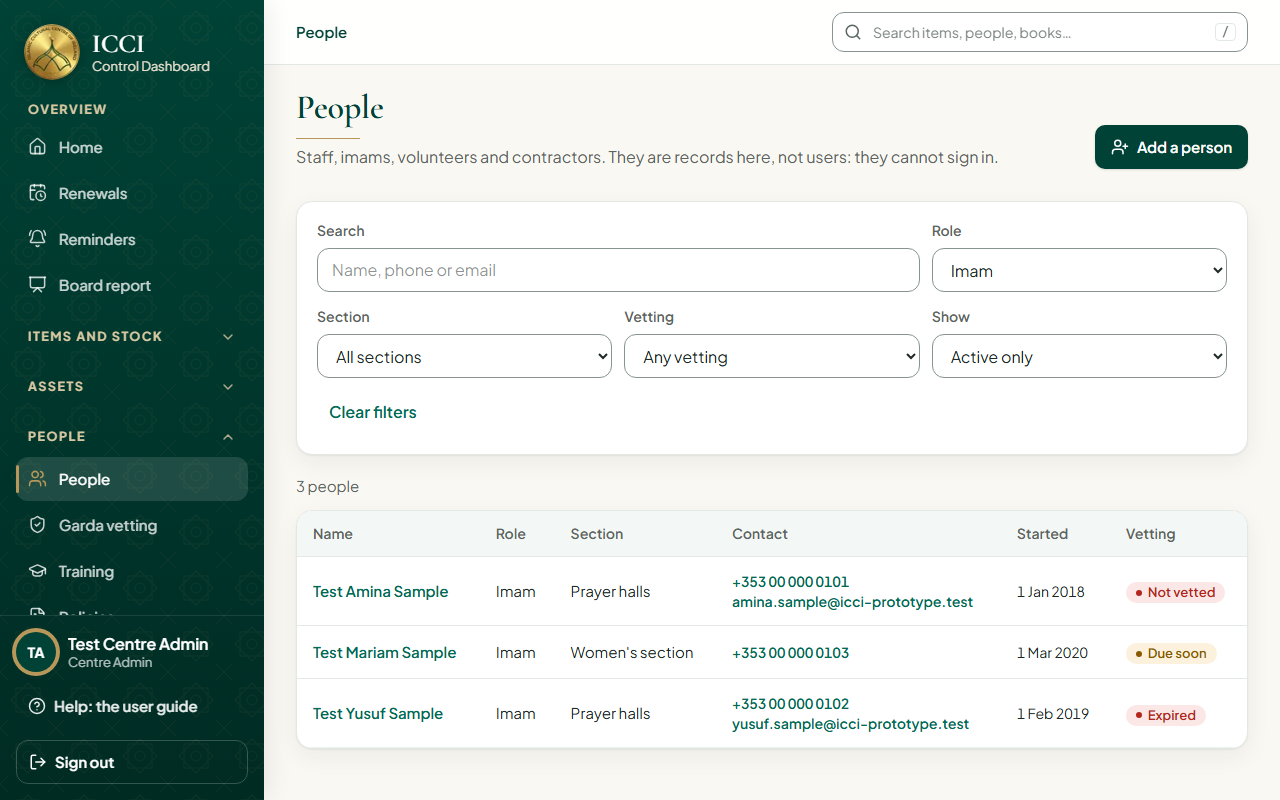 ICCI
Control Dashboard
OVERVIEW
Home
Renewals
Reminders
Board report
ITEMS AND STOCK
ASSETS
PEOPLE
People
Garda vetting
Training
Policies
TA
Test Centre Admin
Centre Admin
Help: the user guide
Sign out
People
Search items, people, books…
/
People
Staff, imams, volunteers and contractors. They are records here, not users: they cannot sign in.
Add a person
Search
Role
Name, phone or email
Imam
Section
Vetting
Show
All sections
Any vetting
Active only
Clear filters
3 people
Name Role Section Contact Started Vetting
Test Amina Sample Imam Prayer halls +353 00 000 0101 1 Jan 2018 Not vetted
amina.sample@icci-prototype.test
Test Mariam Sample Imam Women's section +353 00 000 0103 1 Mar 2020 Due soon
Test Yusuf Sample Imam Prayer halls +353 00 000 0102 1 Feb 2019 Expired
yusuf.sample@icci-prototype.test